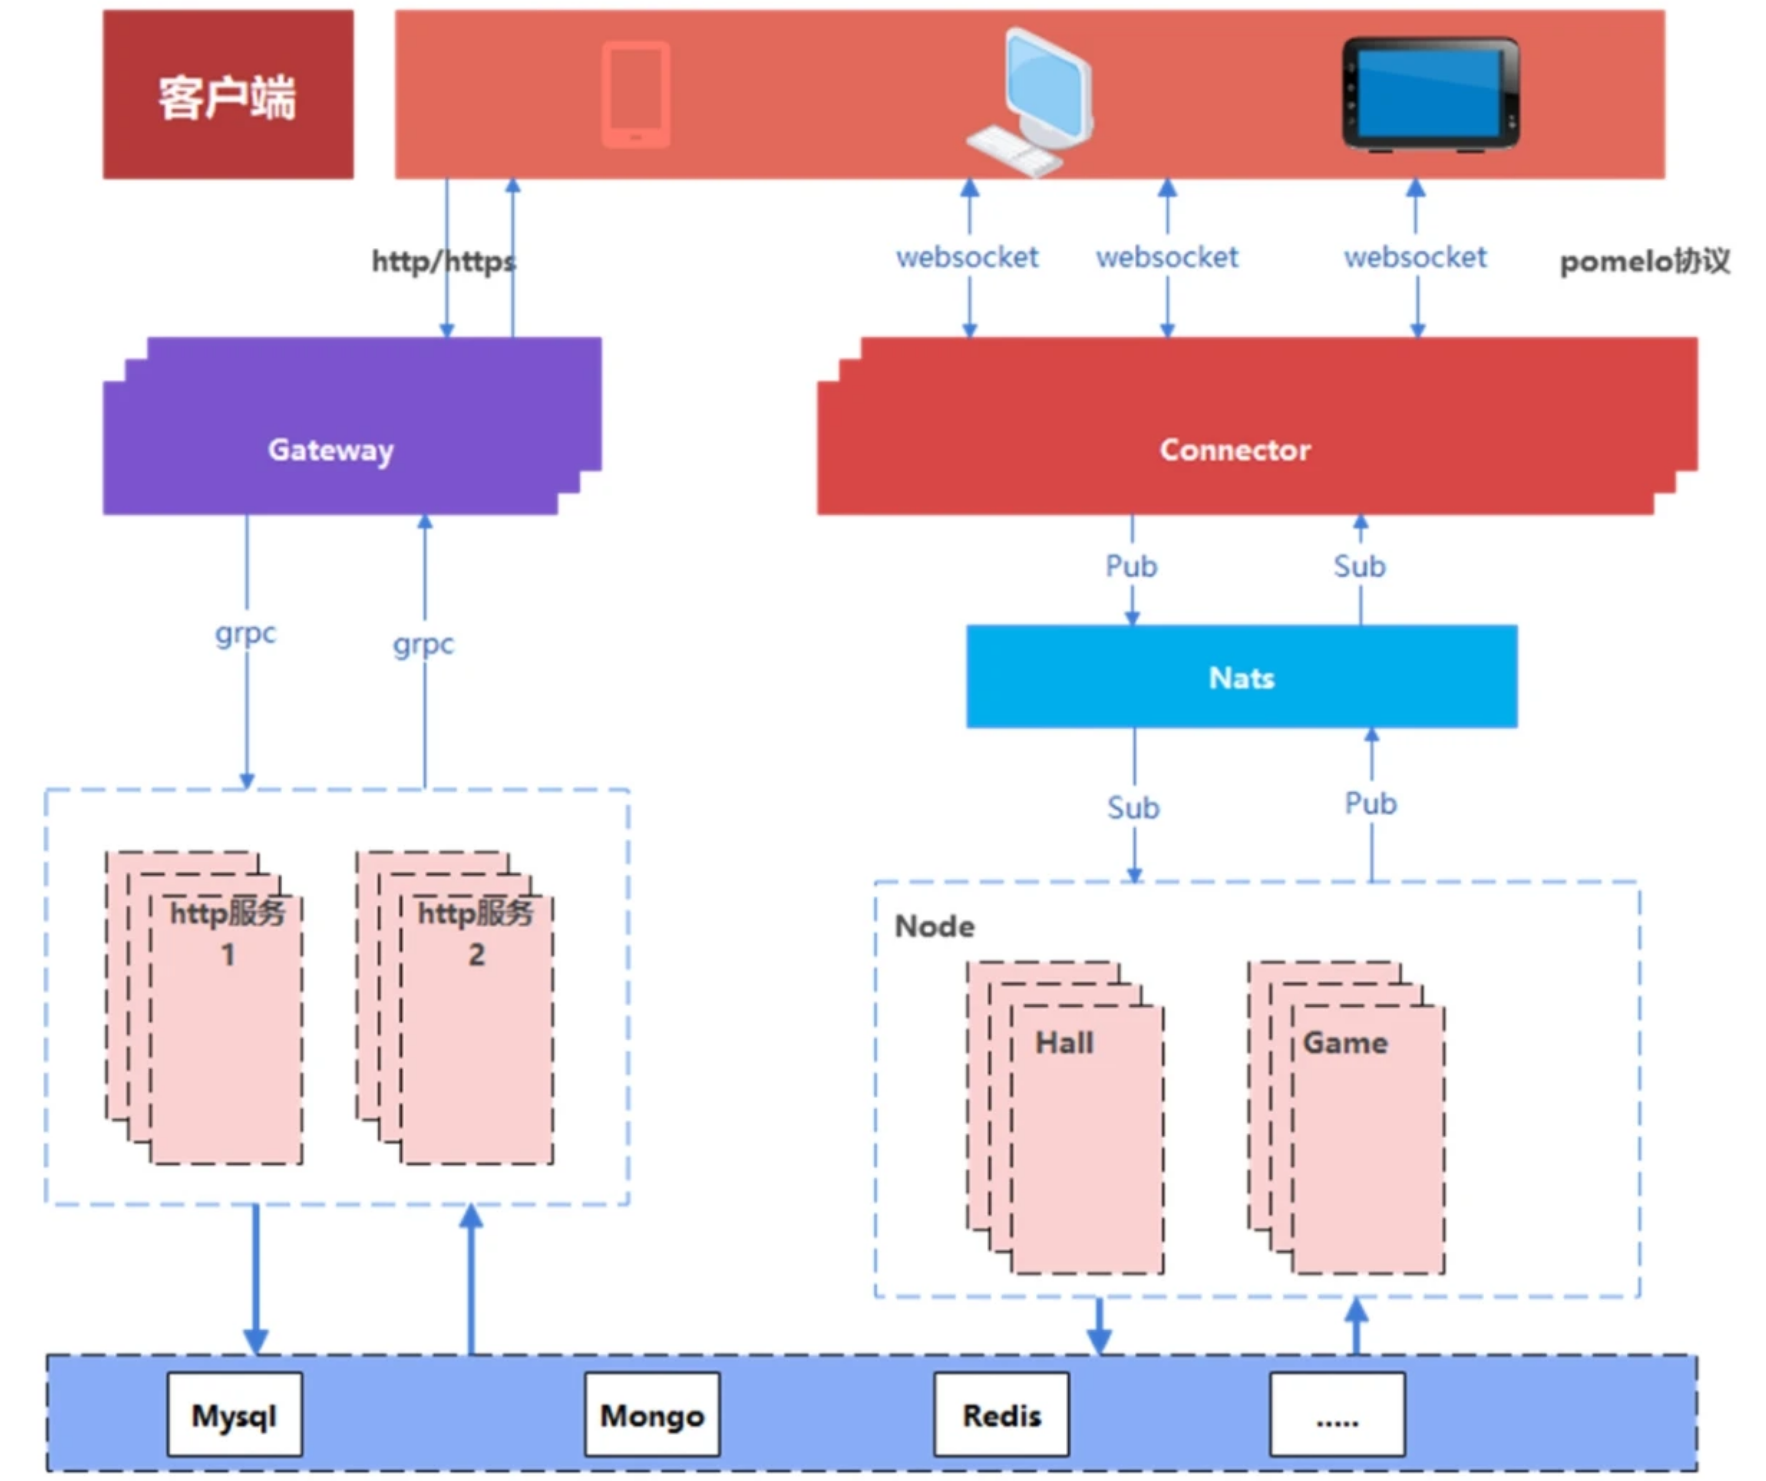 客户端
http/https
websocket
websocket
websocket
pomelo协议
Gateway
Connector
Pub
Sub
grpc
grpc
Nats
Sub
Pub
http服务
1
http服务
2
Node
Hall
Game
Mysql
Mongo
Redis
.....